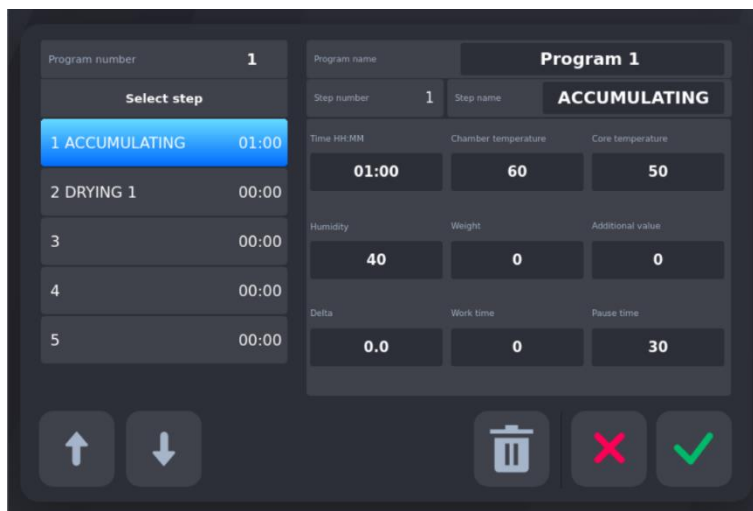 Program number 1
Select step
1 ACCUMULATING 01:00
2 DRYING 1 00:00
3 00:00
4 00:00
5 00:00
Program name Program 1
Step number 1 Step name ACCUMULATING
Time HH:MM Chamber temperature Core temperature
01:00 60 50
Humidity Weight Additional value
40 0 0
Delta Work time Pause time
0.0 0 30